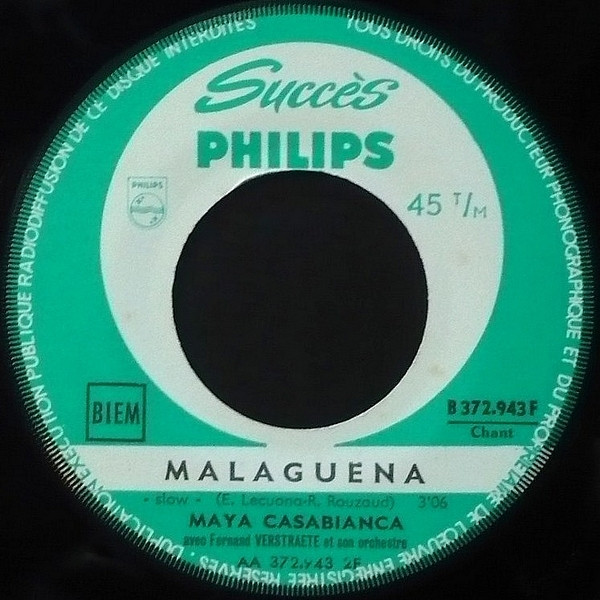 TOUS DROITS DU PRODUCTEUR PHONOGRAPHIQUE ET DU PROPRIÉTAIRE DE L'ŒUVRE ENREGISTRÉE RÉSERVÉS · DUPLICATION EXÉCUTION PUBLIQUE RADIODIFFUSION DE CE DISQUE INTERDITES
Succès
PHILIPS
PHILIPS
45 T/M
BIEM
B 372.943 F
Chant
MALAGUENA
- slow - (E. Lecuona-R. Rouzaud) 3'06
MAYA CASABIANCA
avec Fernand VERSTRAETE et son orchestre
AA 372.943 2F